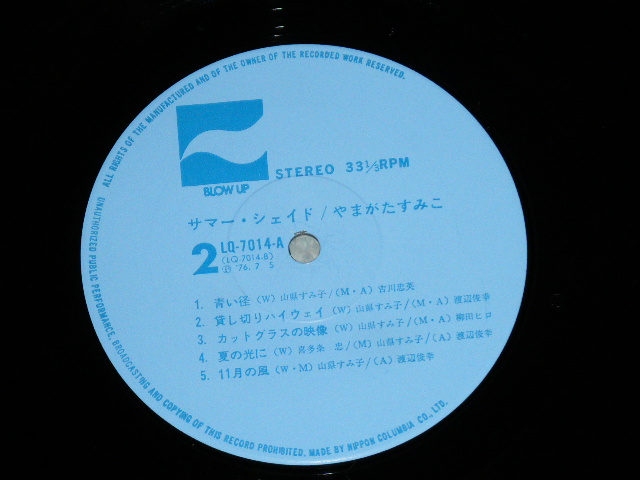 ALL RIGHTS OF THE MANUFACTURED AND OF THE OWNER OF THE RECORDED WORK RESERVED.
UNAUTHORIZED PUBLIC PERFORMANCE, BROADCASTING AND COPYING OF THIS RECORD PROHIBITED. MADE BY NIPPON COLUMBIA CO., LTD.
BLOW UP
STEREO 33 1/3 RPM
サマー・シェイド / やまがたすみこ
2
LQ-7014-A
(LQ-7014-B)
Ⓟ '76. 7. S
1. 青い径 (W) 山県すみ子/(M・A) 吉川忠英
2. 貸し切りハイウェイ (W) 山県すみ子/(M・A) 渡辺俊幸
3. カットグラスの映像 (W) 山県すみ子/(M・A) 柳田ヒロ
4. 夏の光に (W) 喜多条 忠/(M) 山県すみ子/(A) 渡辺俊幸
5. 11月の風 (W・M) 山県すみ子/(A) 渡辺俊幸